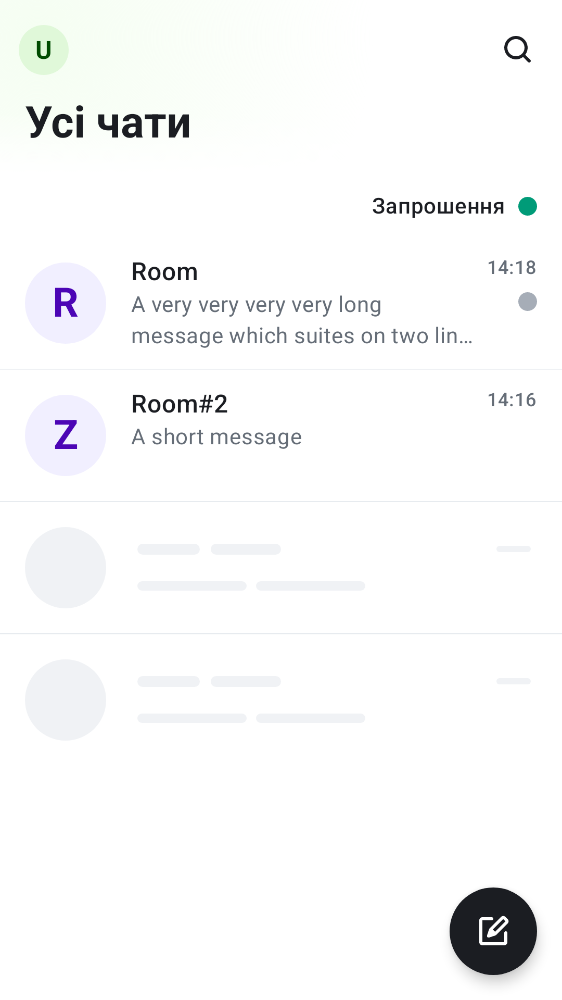 U
Усі чати
Запрошення
Room
14:18
R
A very very very very long
message which suites on two lin…
Room#2
14:16
Z
A short message